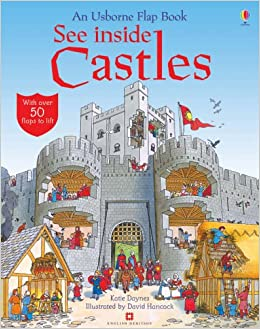 An Usborne Flap Book
See inside
Castles
With over
50
flaps to lift
Katie Daynes
Illustrated by David Hancock
ENGLISH HERITAGE